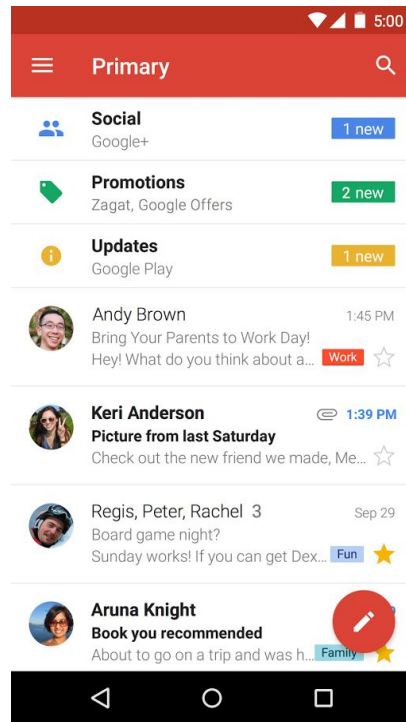 5:00
Primary
Social
1 new
Google+
Promotions
2 new
Zagat, Google Offers
Updates
1 new
Google Play
Andy Brown 1:45 PM
Bring Your Parents to Work Day!
Hey! What do you think about a... Work
Keri Anderson 1:39 PM
Picture from last Saturday
Check out the new friend we made, Me...
Regis, Peter, Rachel 3 Sep 29
Board game night?
Sunday works! If you can get Dex... Fun
Aruna Knight
Book you recommended
About to go on a trip and was h... Family